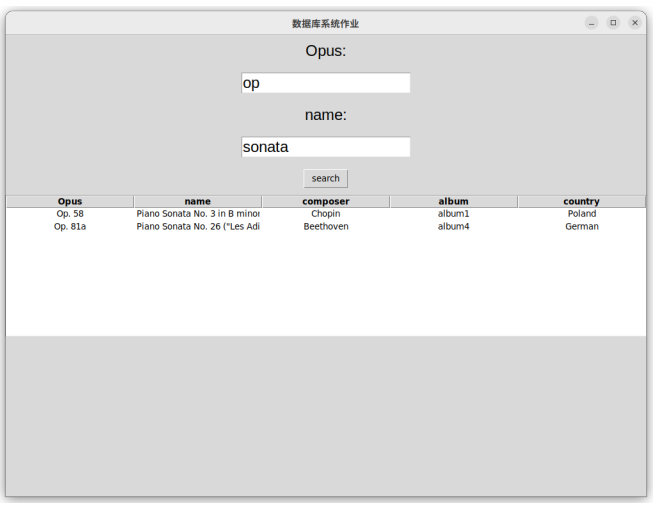 数据库系统作业
Opus:
op
name:
sonata
search
Opus name composer album country
Op. 58 Piano Sonata No. 3 in B minor Chopin album1 Poland
Op. 81a Piano Sonata No. 26 ("Les Adi Beethoven album4 German